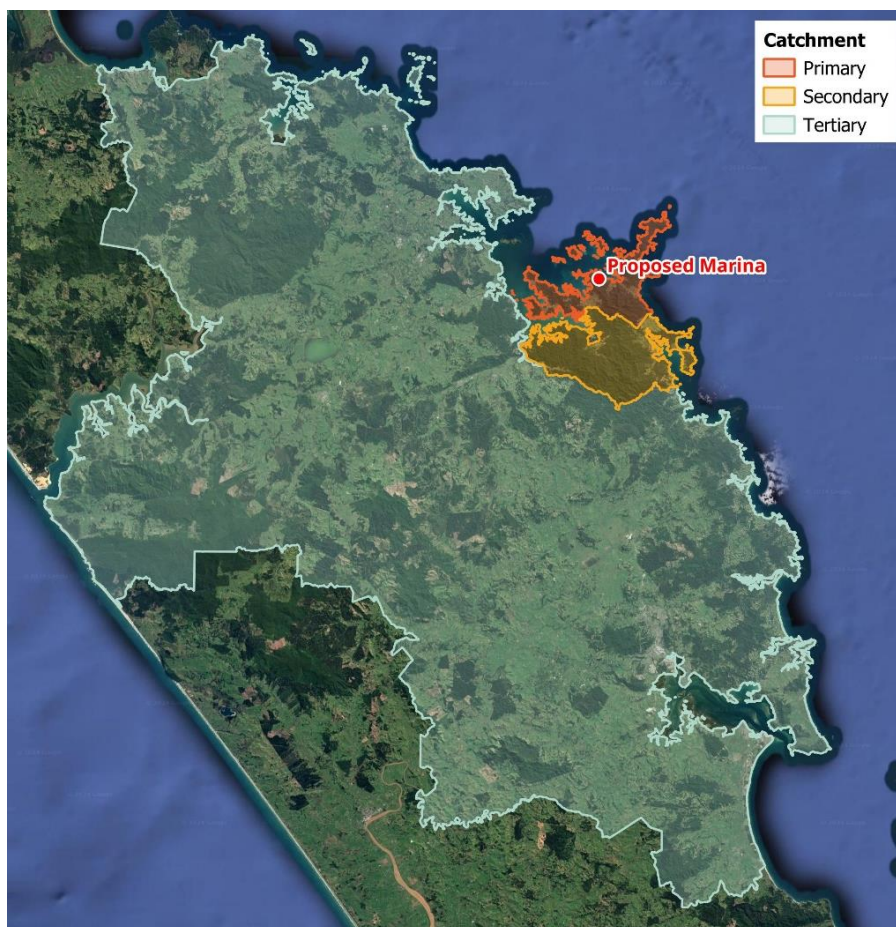 Catchment
Primary
Secondary
Tertiary
Proposed Marina